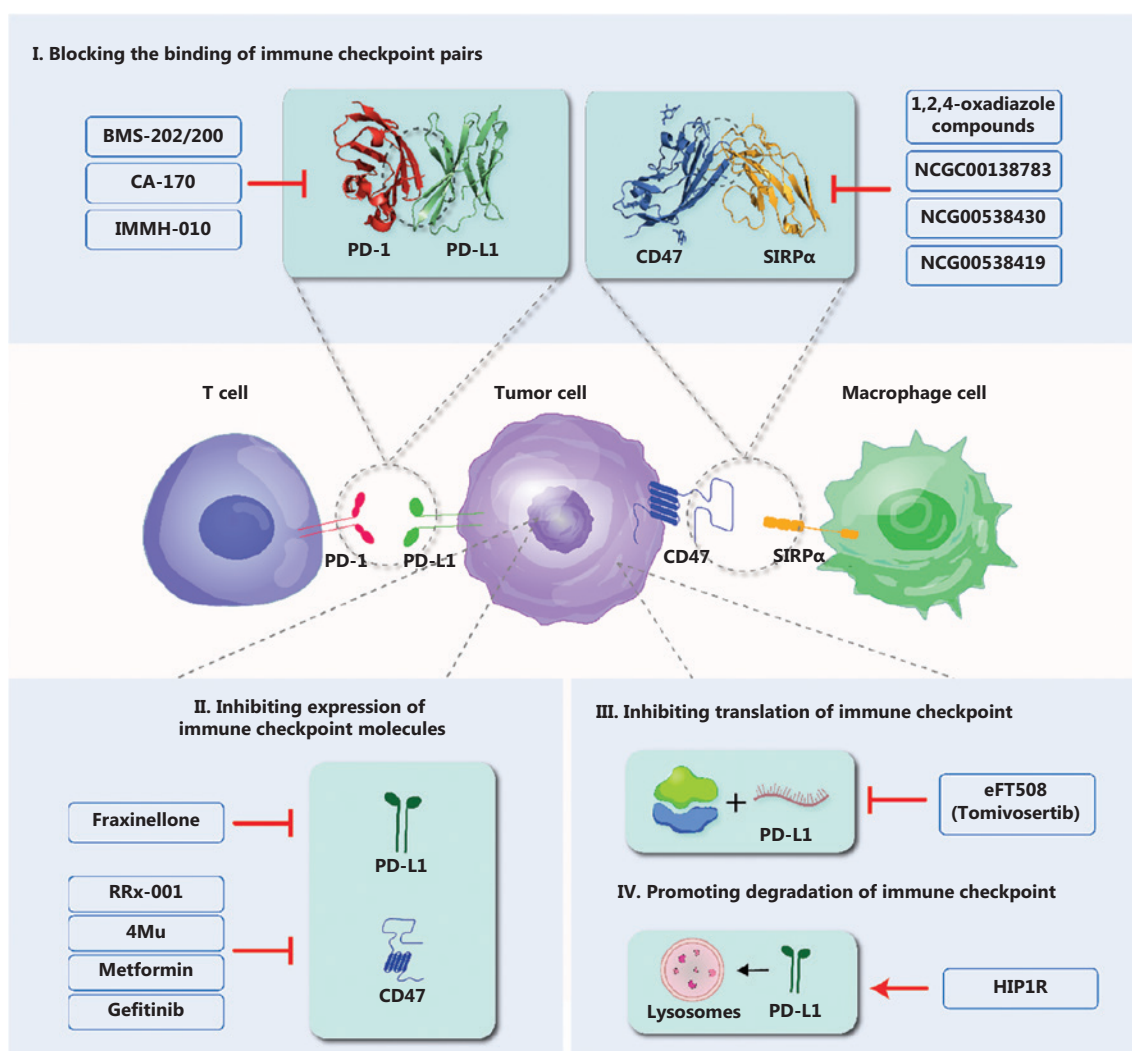 I. Blocking the binding of immune checkpoint pairs
BMS-202/200
CA-170
IMMH-010
PD-1
PD-L1
CD47
SIRPα
1,2,4-oxadiazole
compounds
NCGC00138783
NCG00538430
NCG00538419
T cell
Tumor cell
Macrophage cell
PD-1
PD-L1
CD47
SIRPα
II. Inhibiting expression of
immune checkpoint molecules
Fraxinellone
RRx-001
4Mu
Metformin
Gefitinib
PD-L1
CD47
III. Inhibiting translation of immune checkpoint
+
PD-L1
eFT508
(Tomivosertib)
IV. Promoting degradation of immune checkpoint
Lysosomes
PD-L1
HIP1R